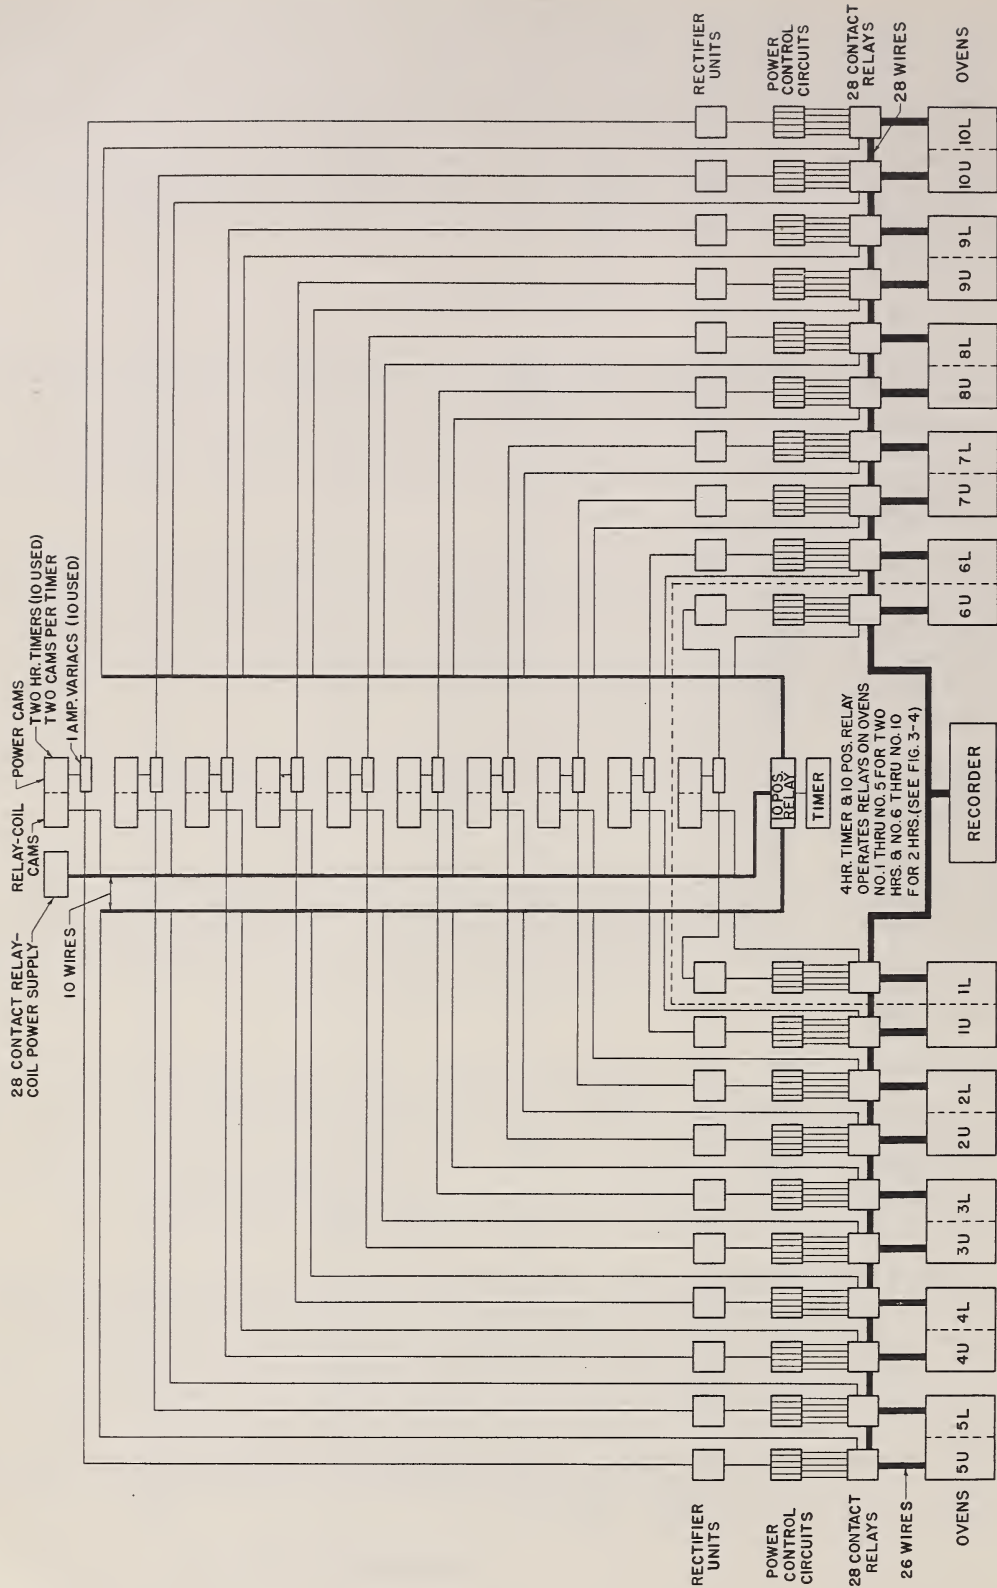 28 CONTACT RELAY-
COIL POWER SUPPLY
10 WIRES
RELAY-COIL
CAMS
POWER CAMS
TWO HR. TIMERS (10 USED)
TWO CAMS PER TIMER
1 AMP. VARIACS (10 USED)
RECTIFIER
UNITS
POWER
CONTROL
CIRCUITS
28 CONTACT
RELAYS
26 WIRES
OVENS
5U 5L
4U 4L
3U 3L
2U 2L
1U 1L
10 POS.
RELAY
TIMER
4 HR. TIMER & 10 POS. RELAY
OPERATES RELAYS ON OVENS
NO. 1 THRU NO. 5 FOR TWO
HRS. & NO. 6 THRU NO. 10
FOR 2 HRS. (SEE FIG. 3-4)
RECORDER
6U 6L
7U 7L
8U 8L
9U 9L
10U 10L
RECTIFIER
UNITS
POWER
CONTROL
CIRCUITS
28 CONTACT
RELAYS
28 WIRES
OVENS